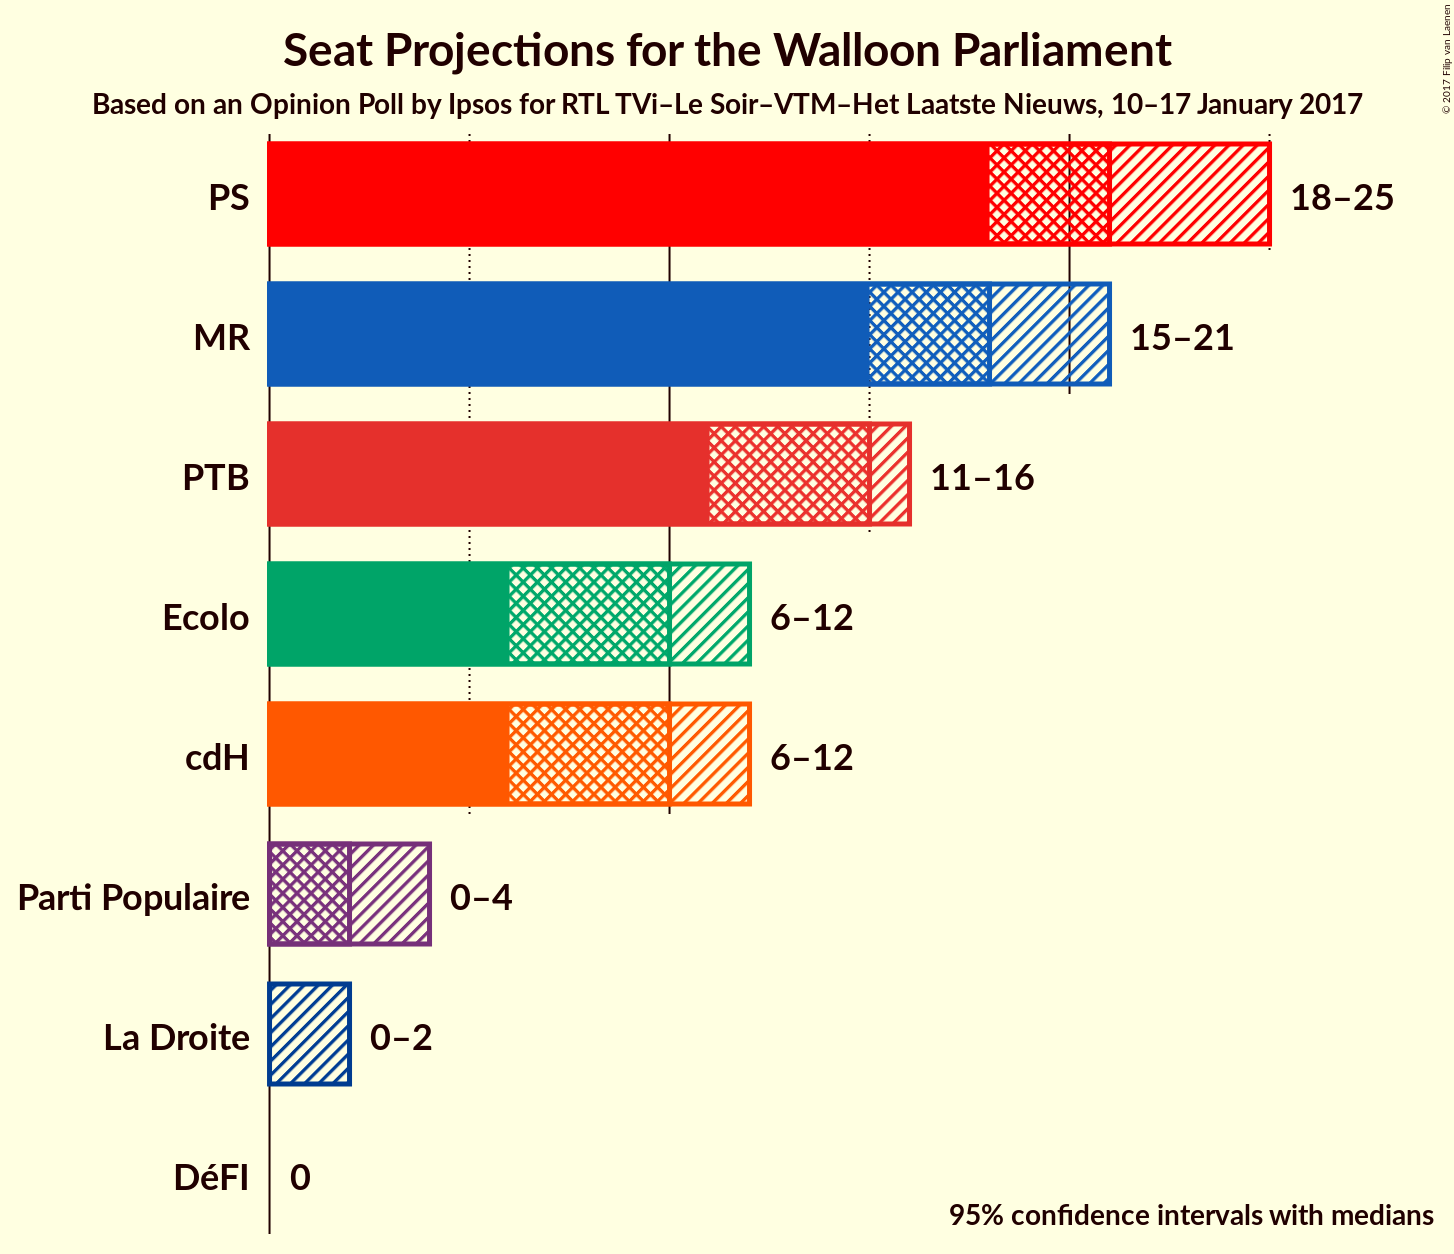 Seat Projections for the Walloon Parliament
Based on an Opinion Poll by Ipsos for RTL TVi–Le Soir–VTM–Het Laatste Nieuws, 10–17 January 2017
© 2017 Filip van Laenen
PS 18–25
MR 15–21
PTB 11–16
Ecolo 6–12
cdH 6–12
Parti Populaire 0–4
La Droite 0–2
DéFI 0
95% confidence intervals with medians